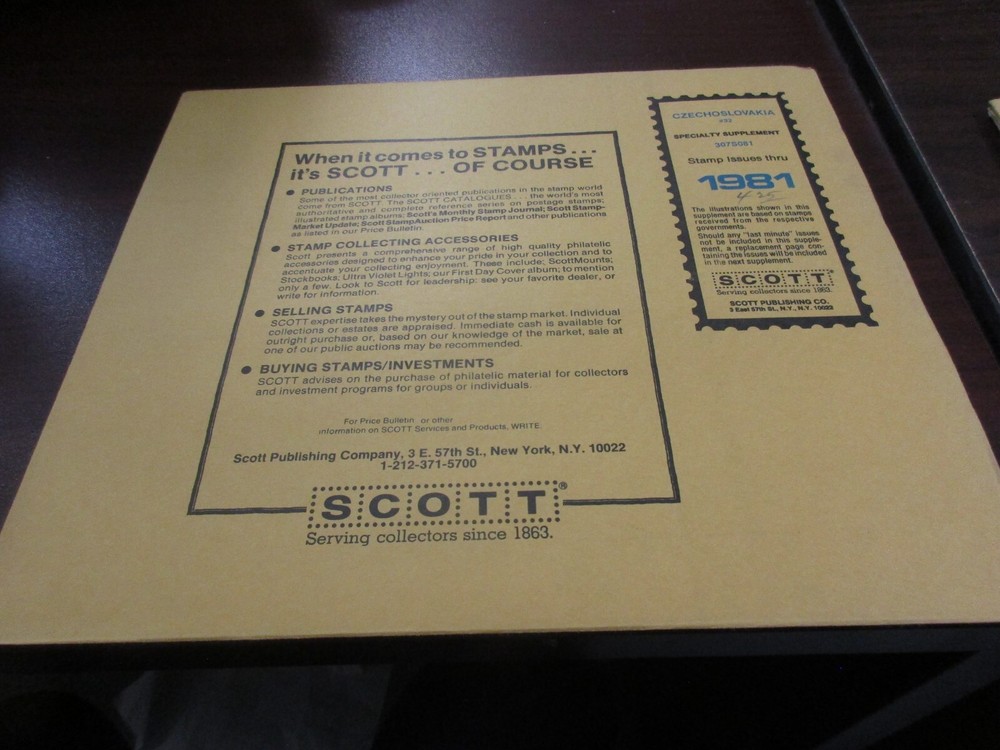 When it comes to STAMPS...
it's SCOTT ... OF COURSE
● PUBLICATIONS
Some of the most collector oriented publications in the stamp world
come from SCOTT. The SCOTT CATALOGUES... the world's most
authoritative and complete reference series on postage stamps;
illustrated stamp albums; Scott's Monthly Stamp Journal; Scott Stamp-
Market Update; Scott StampAuction Price Report and other publications
as listed in our Price Bulletin.
● STAMP COLLECTING ACCESSORIES
Scott presents a comprehensive range of high quality philatelic
accessories designed to enhance your pride in your collection and to
accentuate your collecting enjoyment. These include: ScottMounts;
Stockbooks; Ultra Violet Lights; our First Day Cover album; to mention
only a few. Look to Scott for leadership: see your favorite dealer, or
write for information.
● SELLING STAMPS
SCOTT expertise takes the mystery out of the stamp market. Individual
collections or estates are appraised. Immediate cash is available for
outright purchase or, based on our knowledge of the market, sale at
one of our public auctions may be recommended.
● BUYING STAMPS/INVESTMENTS
SCOTT advises on the purchase of philatelic material for collectors
and investment programs for groups or individuals.
For Price Bulletin or other
information on SCOTT Services and Products, WRITE:
Scott Publishing Company, 3 E. 57th St., New York, N.Y. 10022
1-212-371-5700
SCOTT®
Serving collectors since 1863.
CZECHOSLOVAKIA
#32
SPECIALTY SUPPLEMENT
307S081
Stamp Issues thru
1981
4.25
The illustrations shown in this
supplement are based on stamps
received from the respective
governments.
Should any "last minute" issues
not be included in this supple-
ment, a replacement page con-
taining the issues will be included
in the next supplement.
SCOTT
Serving collectors since 1863.
SCOTT PUBLISHING CO.
3 East 57th St., N.Y., N.Y. 10022